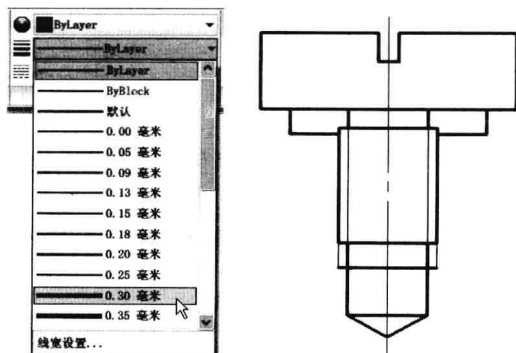 ByLayer
ByLayer
ByLayer
ByBlock
默认
0.00 毫米
0.05 毫米
0.09 毫米
0.13 毫米
0.15 毫米
0.18 毫米
0.20 毫米
0.25 毫米
0.30 毫米
0.35 毫米
线宽设置...